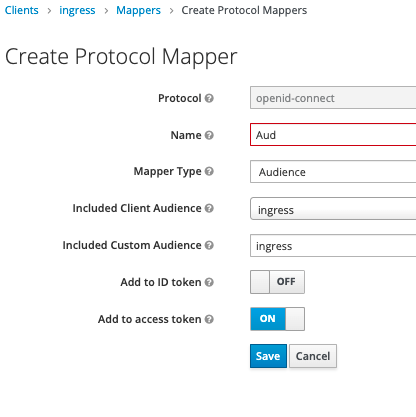 Clients > ingress > Mappers > Create Protocol Mappers
Create Protocol Mapper
Protocol ? openid-connect
Name ? Aud
Mapper Type ? Audience
Included Client Audience ? ingress
Included Custom Audience ? ingress
Add to ID token ? OFF
Add to access token ? ON
Save Cancel